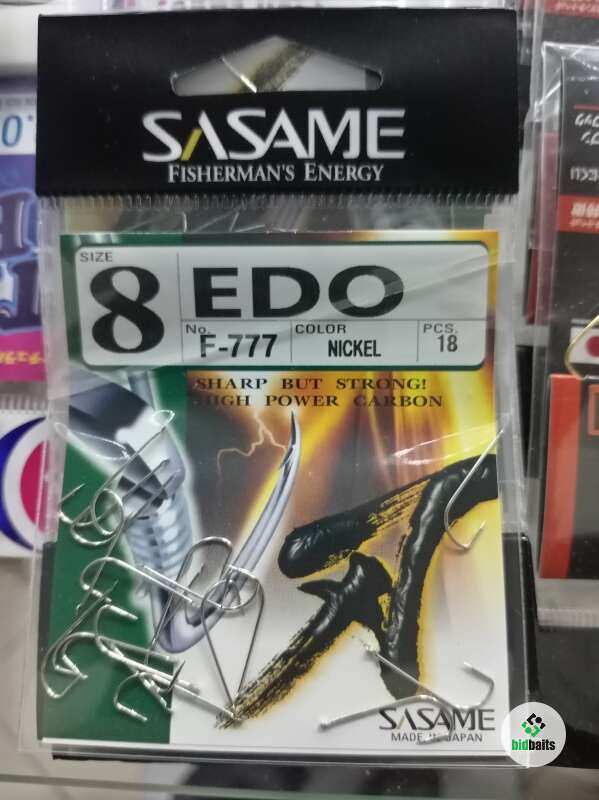 SASAME
FISHERMAN'S ENERGY
SIZE
8
EDO
No. F-777
COLOR NICKEL
PCS. 18
SHARP BUT STRONG!
HIGH POWER CARBON
SASAME
MADE IN JAPAN
bidbaits